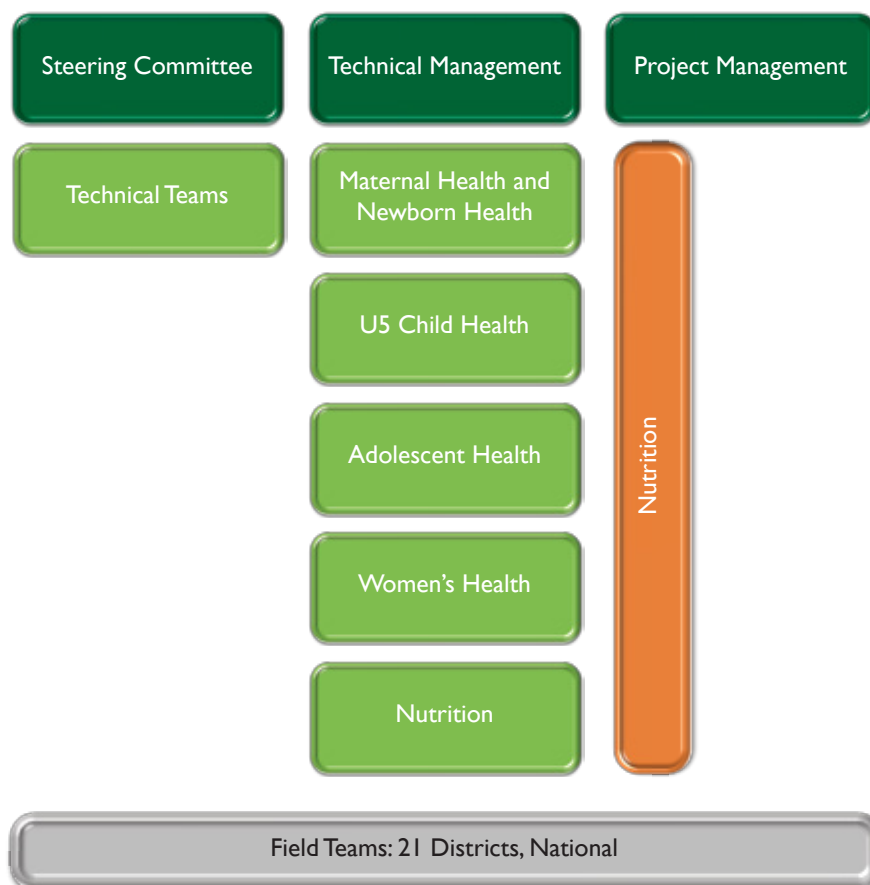 Steering Committee
Technical Management
Project Management
Technical Teams
Maternal Health and
Newborn Health
U5 Child Health
Adolescent Health
Women’s Health
Nutrition
Nutrition
Field Teams: 21 Districts, National